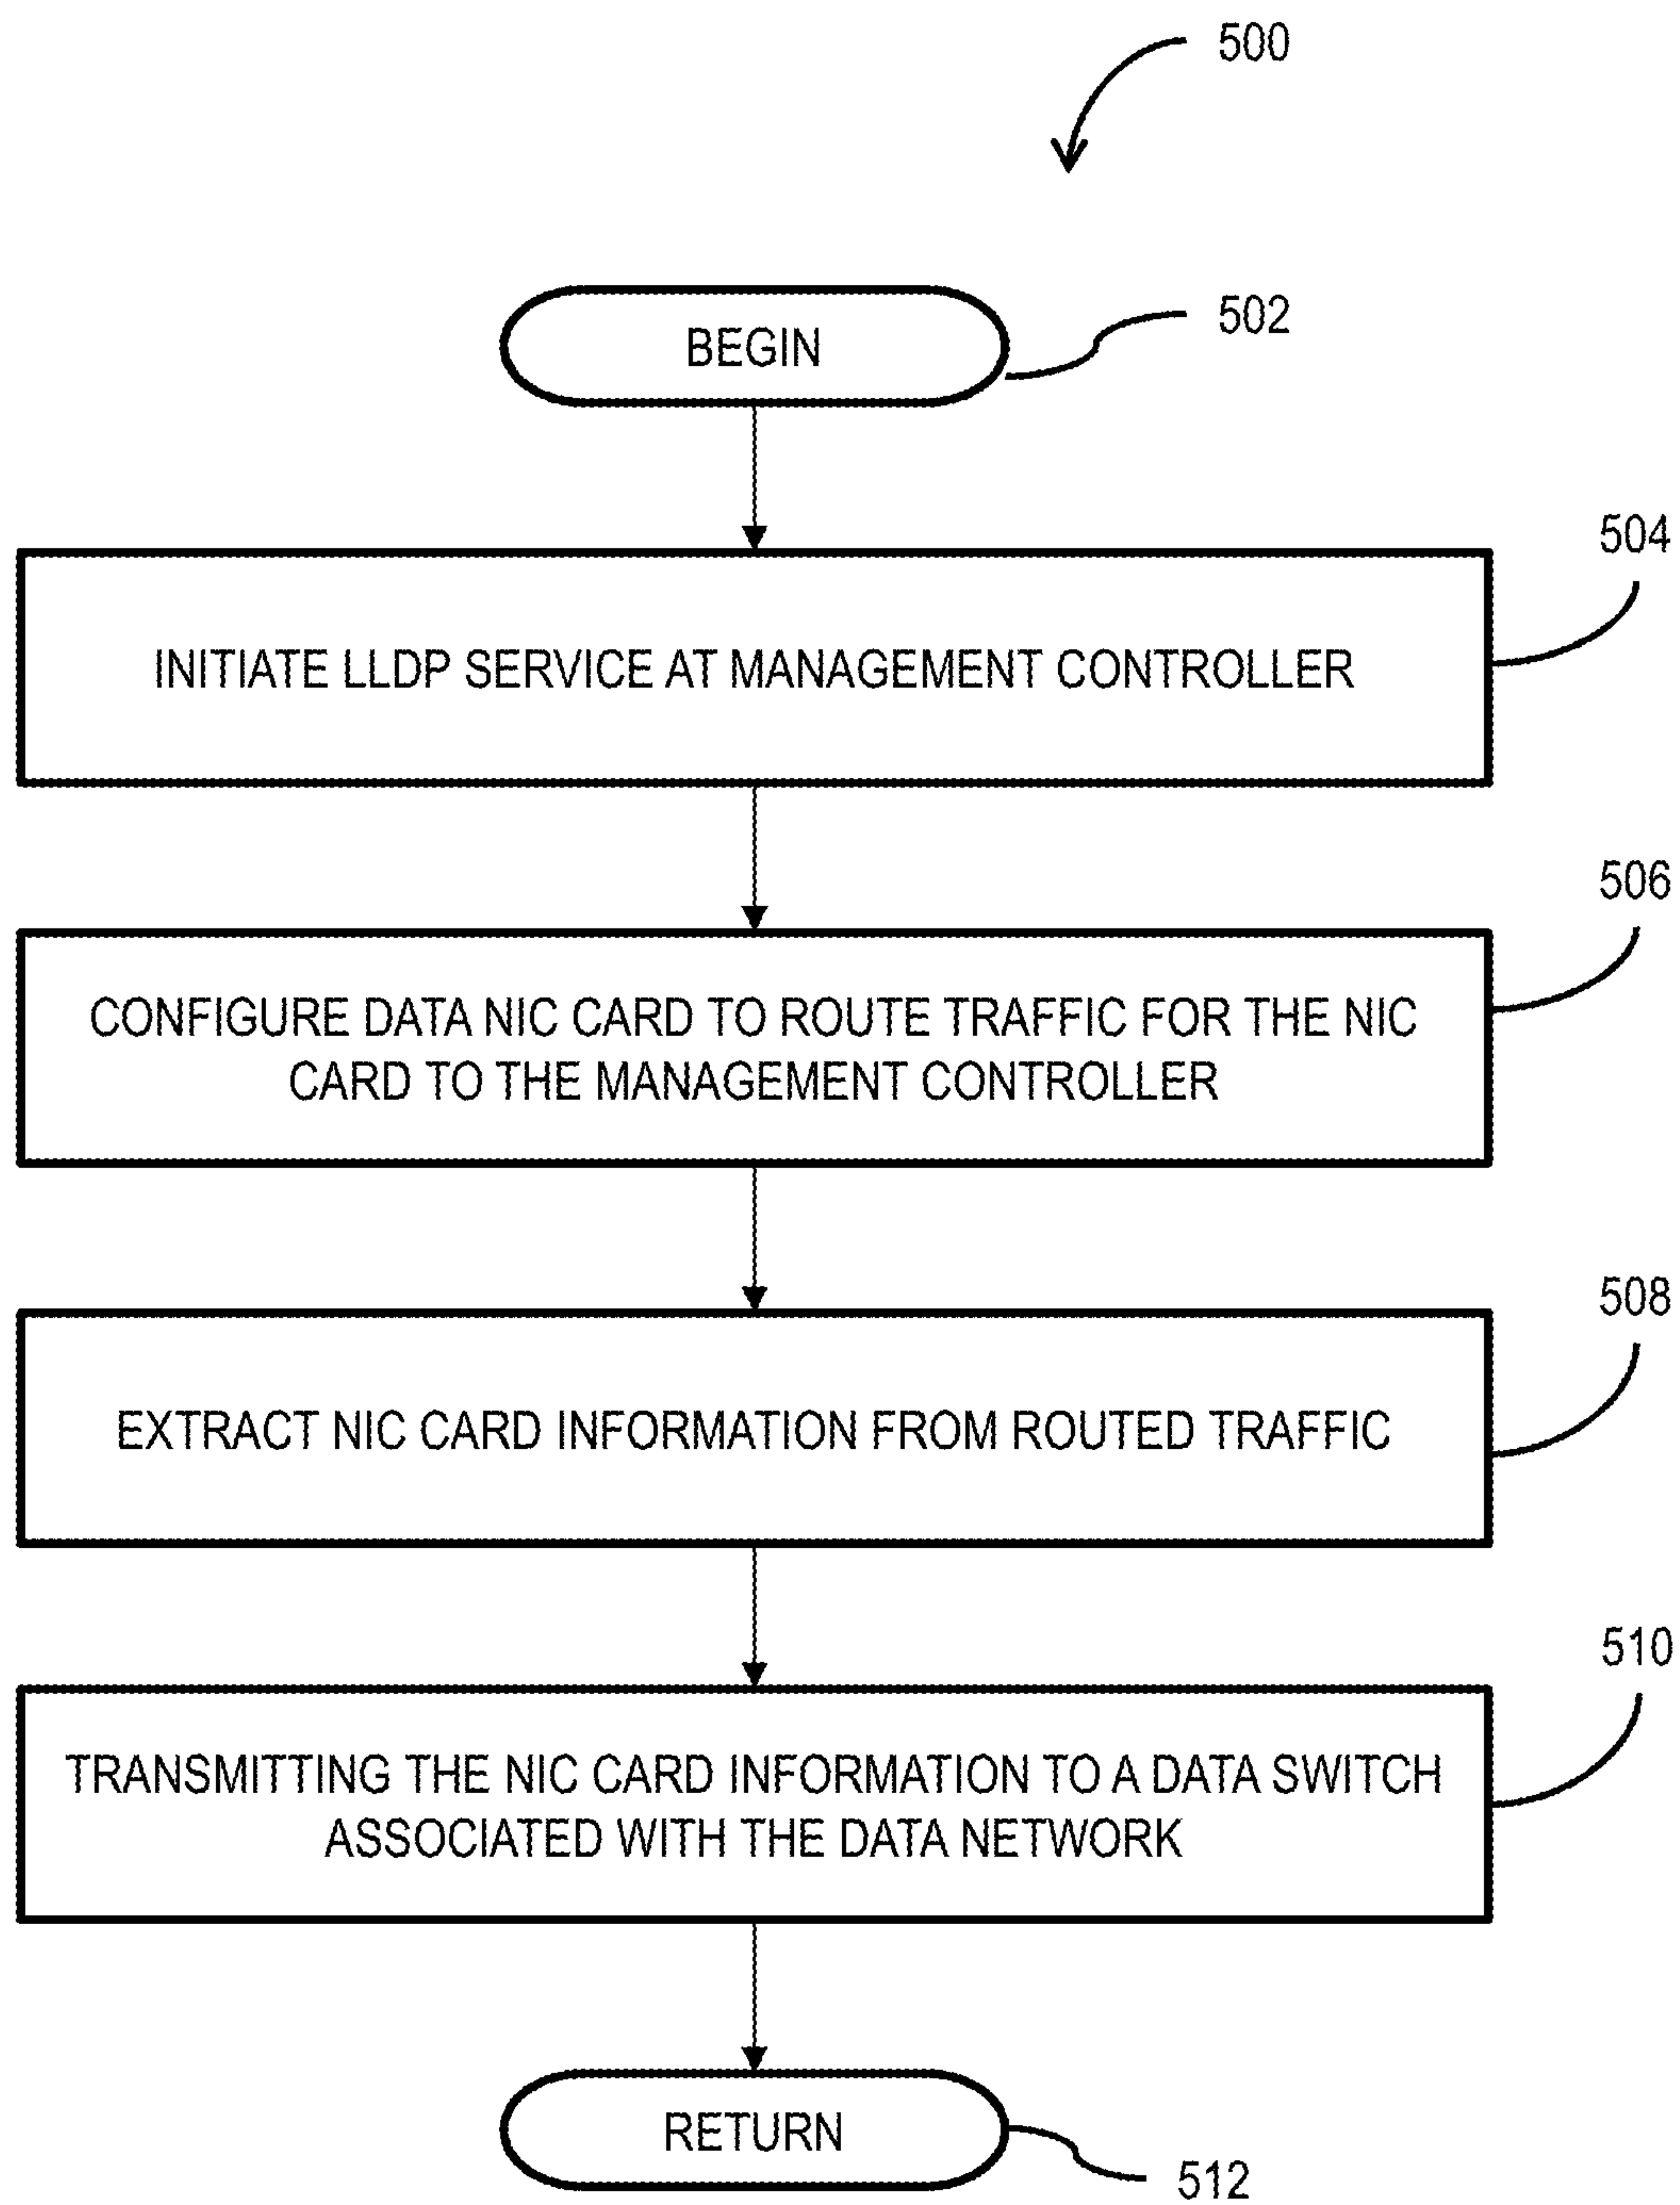 500
BEGIN
502
504
INITIATE LLDP SERVICE AT MANAGEMENT CONTROLLER
506
CONFIGURE DATA NIC CARD TO ROUTE TRAFFIC FOR THE NIC
CARD TO THE MANAGEMENT CONTROLLER
508
EXTRACT NIC CARD INFORMATION FROM ROUTED TRAFFIC
510
TRANSMITTING THE NIC CARD INFORMATION TO A DATA SWITCH
ASSOCIATED WITH THE DATA NETWORK
RETURN
512